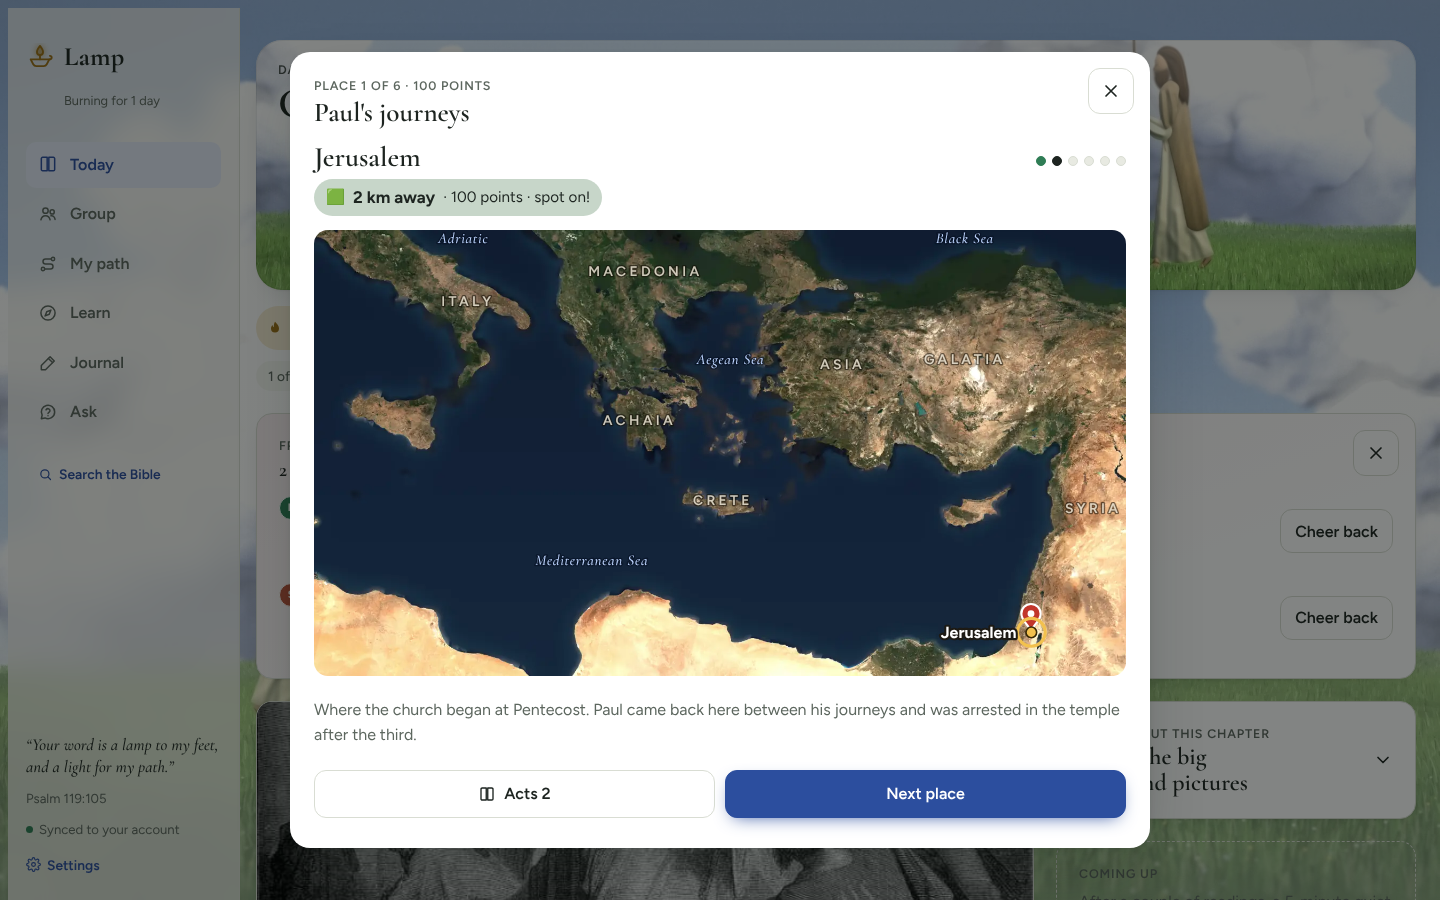 Lamp
Burning for 1 day
Today
Group
My path
Learn
Journal
Ask
Search the Bible
“Your word is a lamp to my feet,
and a light for my path.”
Psalm 119:105
Synced to your account
Settings
1 of
2
PLACE 1 OF 6 · 100 POINTS
Paul's journeys
Jerusalem
2 km away · 100 points · spot on!
Adriatic
Black Sea
MACEDONIA
ITALY
Aegean Sea
ASIA
GALATIA
ACHAIA
CRETE
SYRIA
Mediterranean Sea
Jerusalem
Where the church began at Pentecost. Paul came back here between his journeys and was arrested in the temple
after the third.
Acts 2
Next place
Cheer back
Cheer back
UT THIS CHAPTER
he big
nd pictures
COMING UP